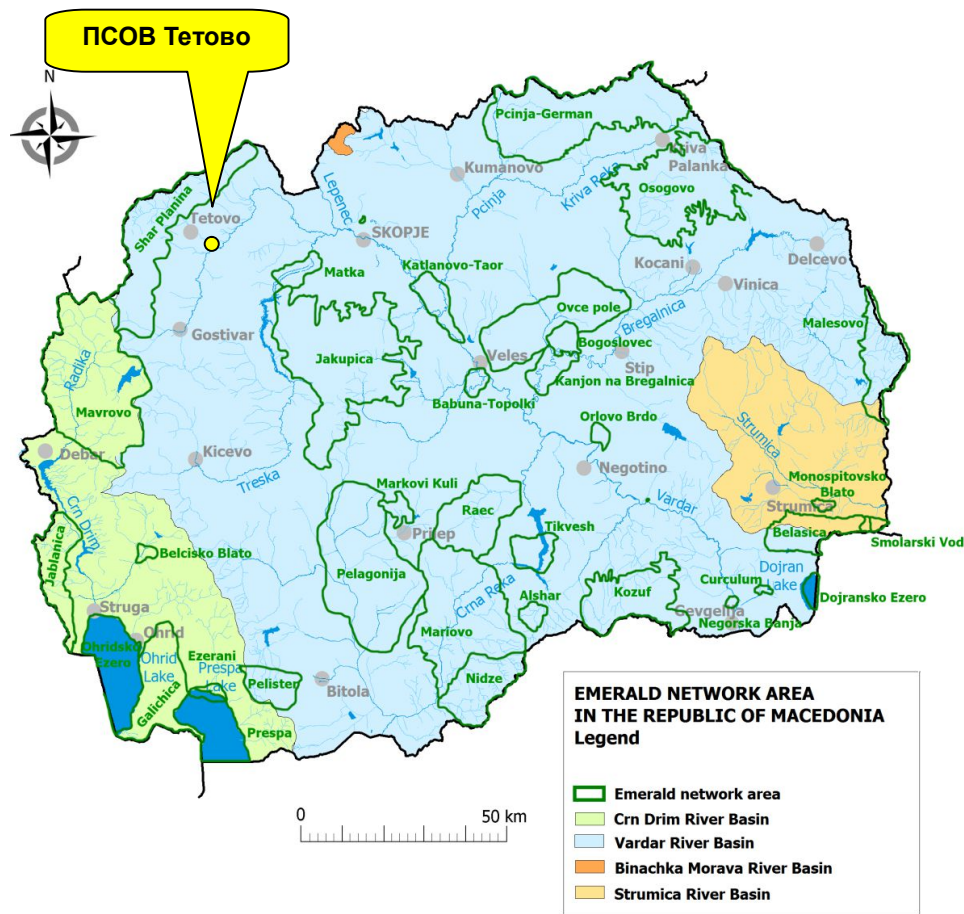 ПСОВ Тетово
N
Pcinja-German
Kriva
Palanka
Kumanovo
Lepenec
Pcinja
Kriva Reka
Osogovo
Shar Planina
Tetovo
SKOPJE
Matka
Katlanovo-Taor
Kocani
Delcevo
Vinica
Ovce pole
Bregalnica
Gostivar
Malesovo
Radika
Jakupica
Veles
Bogoslovec
Stip
Kanjon na Bregalnica
Babuna-Topolki
Mavrovo
Orlovo Brdo
Strumica
Debar
Kicevo
Treska
Negotino
Monospitovsko
Blato
Markovi Kuli
Vardar
Strumica
Crn Drim
Raec
Tikvesh
Prilep
Belasica
Smolarski Vod
Jablanica
Belcisko Blato
Pelagonija
Crna Reka
Dojran
Lake
Alshar
Kozuf
Curculum
Dojransko Ezero
Struga
Gevgelija
Negorska Banja
Ohrid
Mariovo
Ohridsko
Ezero
Ohrid
Lake
Ezerani
Prespa
Lake
Pelister
Bitola
Nidze
Galichica
Prespa
0
50 km
EMERALD NETWORK AREA
IN THE REPUBLIC OF MACEDONIA
Legend
Emerald network area
Crn Drim River Basin
Vardar River Basin
Binachka Morava River Basin
Strumica River Basin